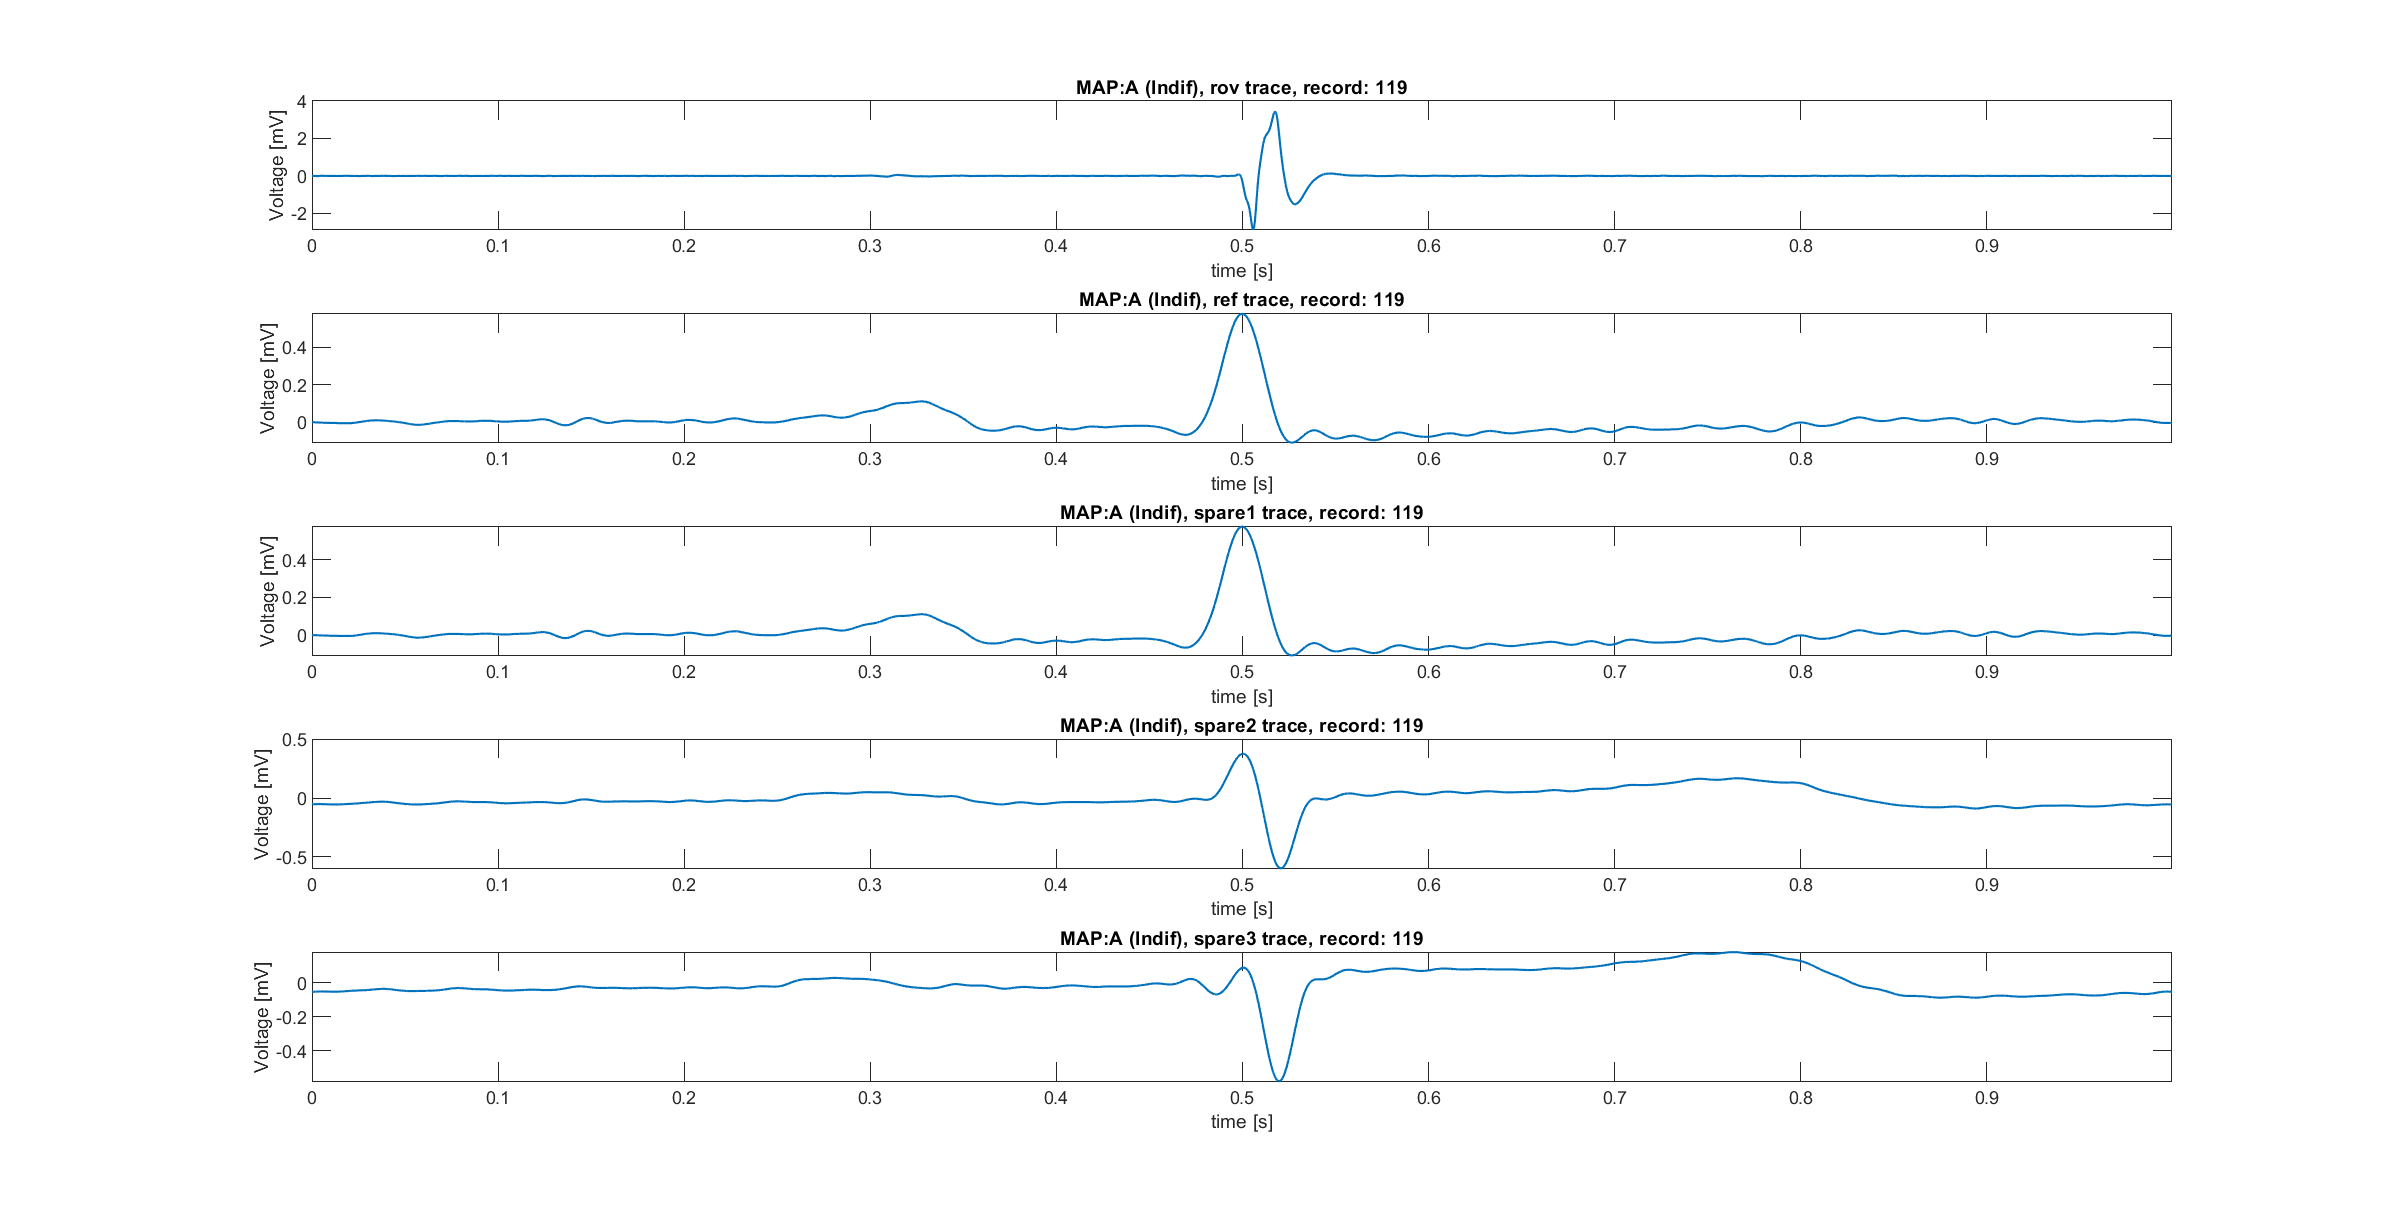 MAP:A (Indif), rov trace, record: 119
Voltage [mV]
4
2
0
-2
0 0.1 0.2 0.3 0.4 0.5 0.6 0.7 0.8 0.9
time [s]
MAP:A (Indif), ref trace, record: 119
Voltage [mV]
0.4
0.2
0
0 0.1 0.2 0.3 0.4 0.5 0.6 0.7 0.8 0.9
time [s]
MAP:A (Indif), spare1 trace, record: 119
Voltage [mV]
0.4
0.2
0
0 0.1 0.2 0.3 0.4 0.5 0.6 0.7 0.8 0.9
time [s]
MAP:A (Indif), spare2 trace, record: 119
Voltage [mV]
0.5
0
-0.5
0 0.1 0.2 0.3 0.4 0.5 0.6 0.7 0.8 0.9
time [s]
MAP:A (Indif), spare3 trace, record: 119
Voltage [mV]
0
-0.2
-0.4
0 0.1 0.2 0.3 0.4 0.5 0.6 0.7 0.8 0.9
time [s]